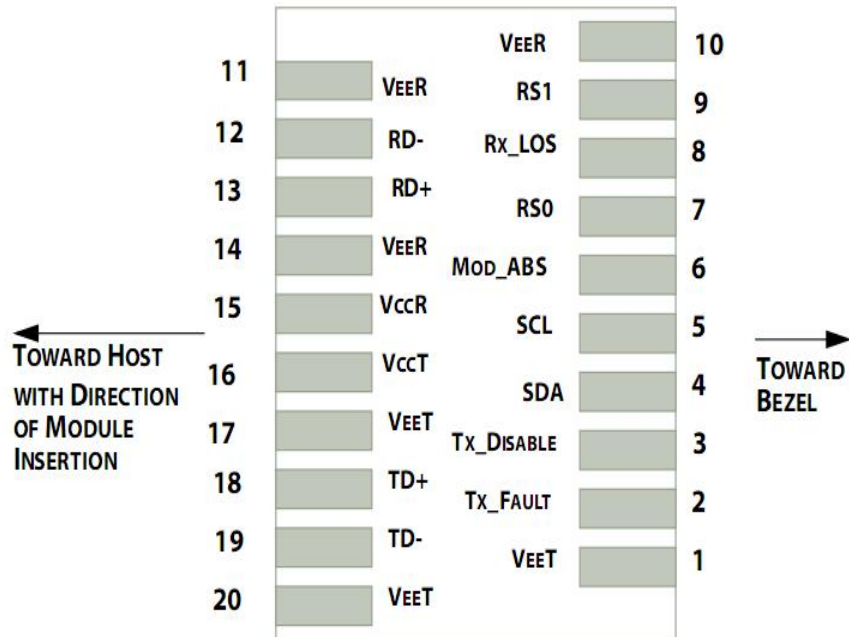 11 VEER
12 RD-
13 RD+
14 VEER
15 VCCR
16 VCCT
17 VEET
18 TD+
19 TD-
20 VEET
VEER 10
RS1 9
RX_LOS 8
RS0 7
MOD_ABS 6
SCL 5
SDA 4
TX_DISABLE 3
TX_FAULT 2
VEET 1
TOWARD HOST
WITH DIRECTION
OF MODULE
INSERTION
TOWARD
BEZEL